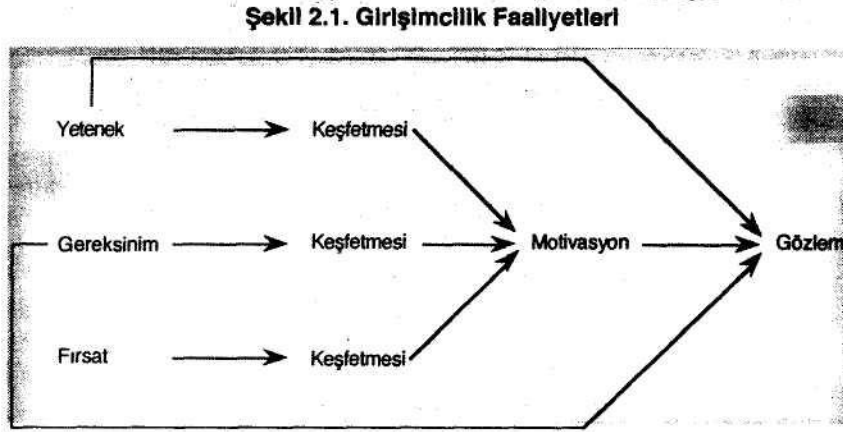 Şekil 2.1. Girişimcilik Faaliyetleri
Yetenek Keşfetmesi
Gereksinim Keşfetmesi Motivasyon Gözlem
Fırsat Keşfetmesi